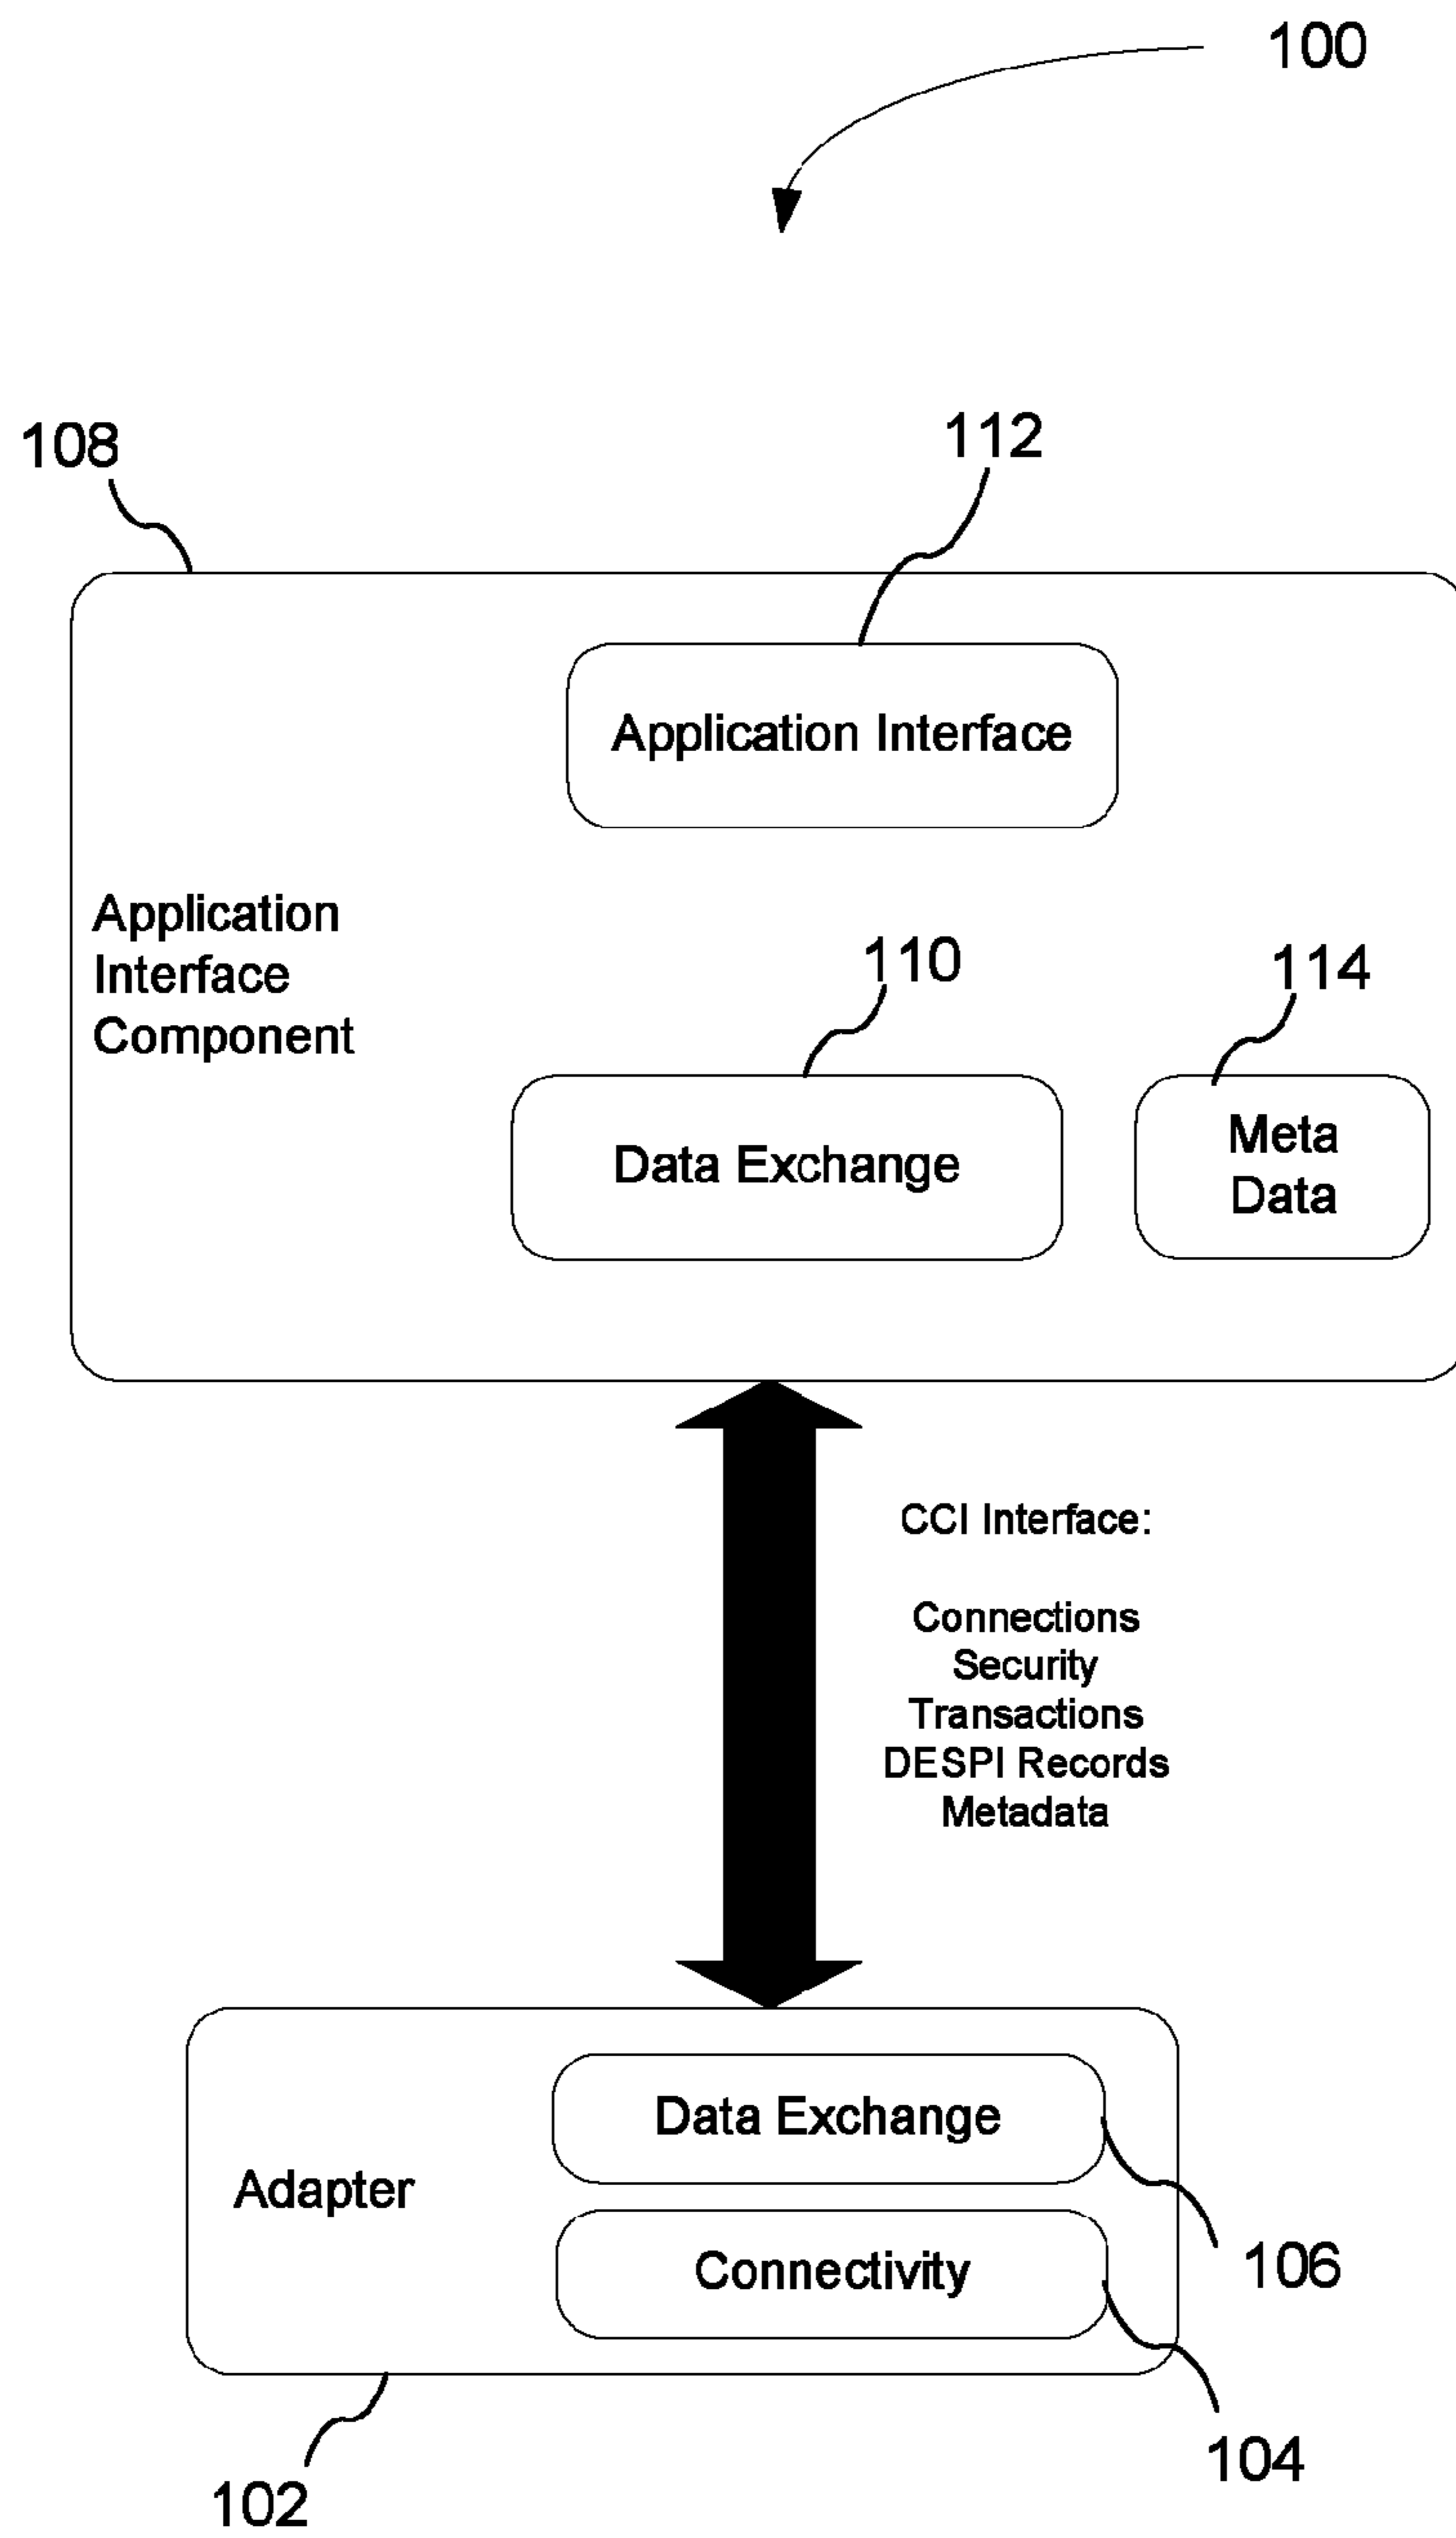 100
108
112
Application Interface
Application
Interface
Component
110
114
Data Exchange
Meta
Data
CCI Interface:
Connections
Security
Transactions
DESPI Records
Metadata
Data Exchange
Adapter
Connectivity
106
104
102